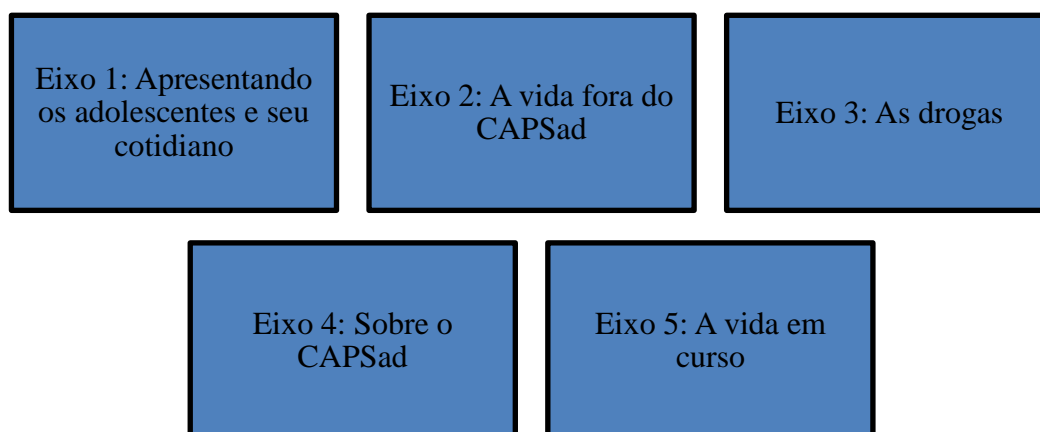 Eixo 1: Apresentando
os adolescentes e seu
cotidiano
Eixo 2: A vida fora do
CAPSad
Eixo 3: As drogas
Eixo 4: Sobre o
CAPSad
Eixo 5: A vida em
curso